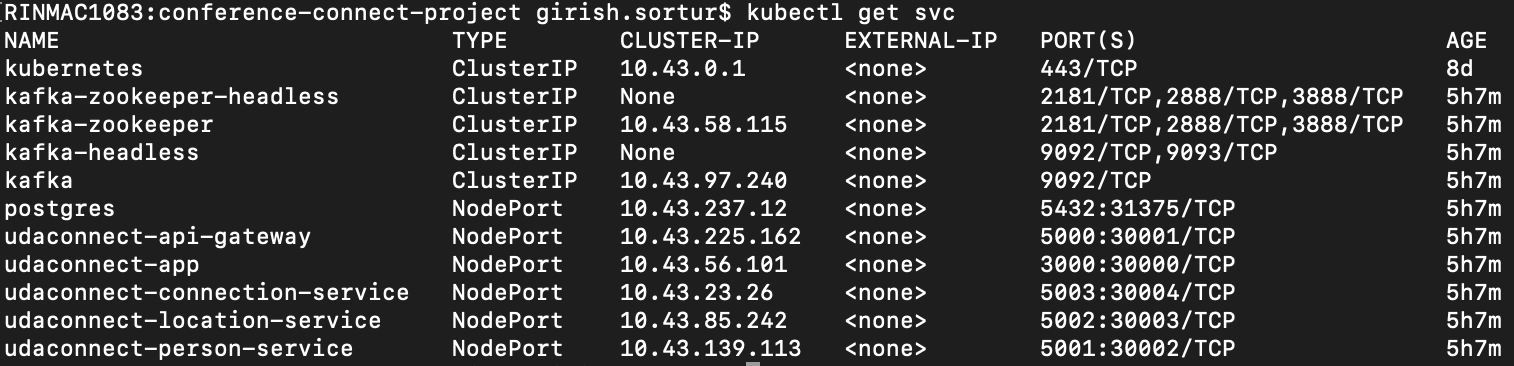 RINMAC1083:conference-connect-project girish.sortur$ kubectl get svc
NAME                         TYPE        CLUSTER-IP      EXTERNAL-IP   PORT(S)                      AGE
kubernetes                   ClusterIP   10.43.0.1       <none>        443/TCP                      8d
kafka-zookeeper-headless     ClusterIP   None            <none>        2181/TCP,2888/TCP,3888/TCP   5h7m
kafka-zookeeper              ClusterIP   10.43.58.115    <none>        2181/TCP,2888/TCP,3888/TCP   5h7m
kafka-headless               ClusterIP   None            <none>        9092/TCP,9093/TCP            5h7m
kafka                        ClusterIP   10.43.97.240    <none>        9092/TCP                     5h7m
postgres                     NodePort    10.43.237.12    <none>        5432:31375/TCP               5h7m
udaconnect-api-gateway       NodePort    10.43.225.162   <none>        5000:30001/TCP               5h7m
udaconnect-app               NodePort    10.43.56.101    <none>        3000:30000/TCP               5h7m
udaconnect-connection-service   NodePort    10.43.23.26     <none>        5003:30004/TCP               5h7m
udaconnect-location-service   NodePort    10.43.85.242    <none>        5002:30003/TCP               5h7m
udaconnect-person-service    NodePort    10.43.139.113   <none>        5001:30002/TCP               5h7m